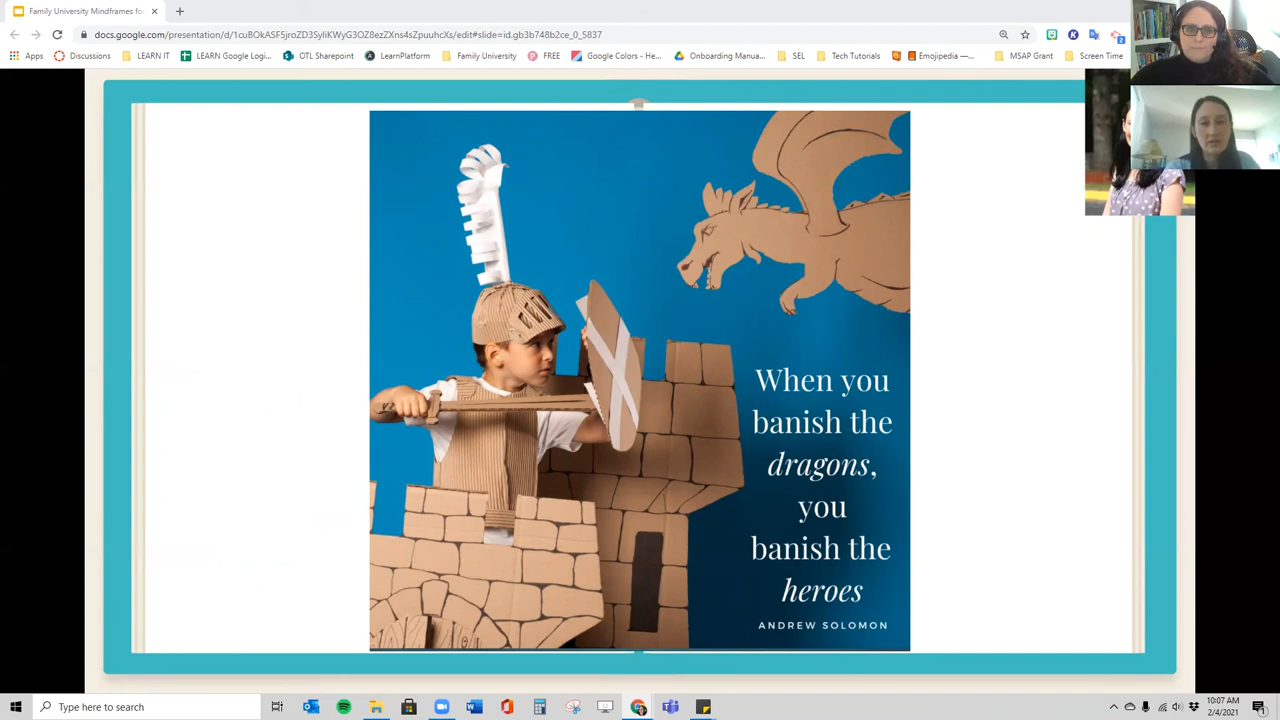 Family University Mindframes for
docs.google.com/presentation/d/1cuBOkASF5jroZD3SyliKWyG3OZ8ezZXns4sZpuuhcXs/edit#slide=id.gb3b748b2ce_0_5837
Apps
Discussions
LEARN IT
LEARN Google Logi...
OTL Sharepoint
LearnPlatform
Family University
FREE
Google Colors - He...
Onboarding Manua...
SEL
Tech Tutorials
Emojipedia —...
MSAP Grant
Screen Time
When you
banish the
dragons,
you
banish the
heroes
ANDREW SOLOMON
Type here to search
10:07 AM
2/4/2021